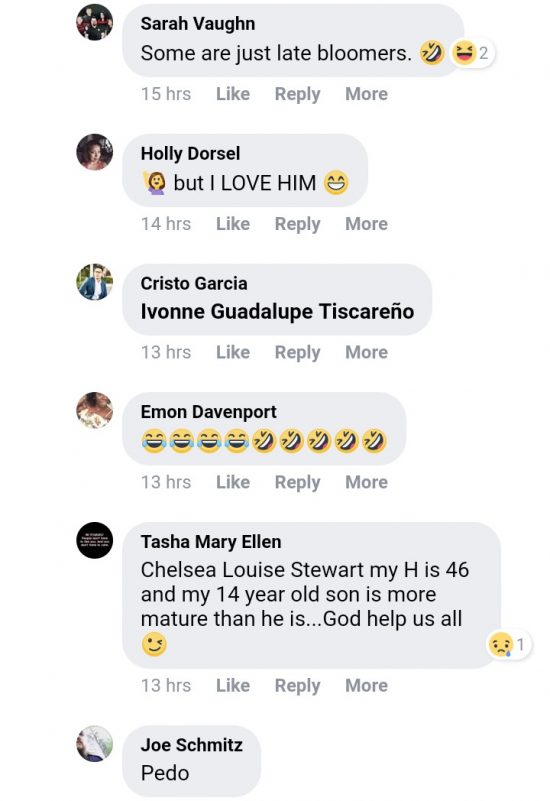 Sarah Vaughn
Some are just late bloomers. 🤣 😆 2
15 hrs Like Reply More
Holly Dorsel
🙋 but I LOVE HIM 😁
14 hrs Like Reply More
Cristo Garcia
Ivonne Guadalupe Tiscareño
13 hrs Like Reply More
Emon Davenport
😂😂😂😂🤣🤣🤣🤣🤣
13 hrs Like Reply More
Tasha Mary Ellen
Chelsea Louise Stewart my H is 46
and my 14 year old son is more
mature than he is...God help us all
😉 😢 1
13 hrs Like Reply More
Joe Schmitz
Pedo